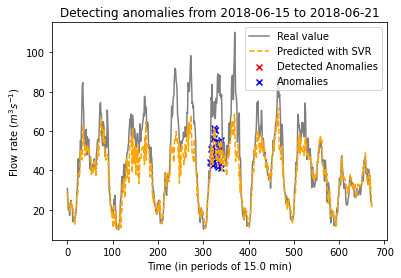 Detecting anomalies from 2018-06-15 to 2018-06-21
Real value
Predicted with SVR
Detected Anomalies
Anomalies
Flow rate (m³s⁻¹)
100
80
60
40
20
0 100 200 300 400 500 600 700
Time (in periods of 15.0 min)